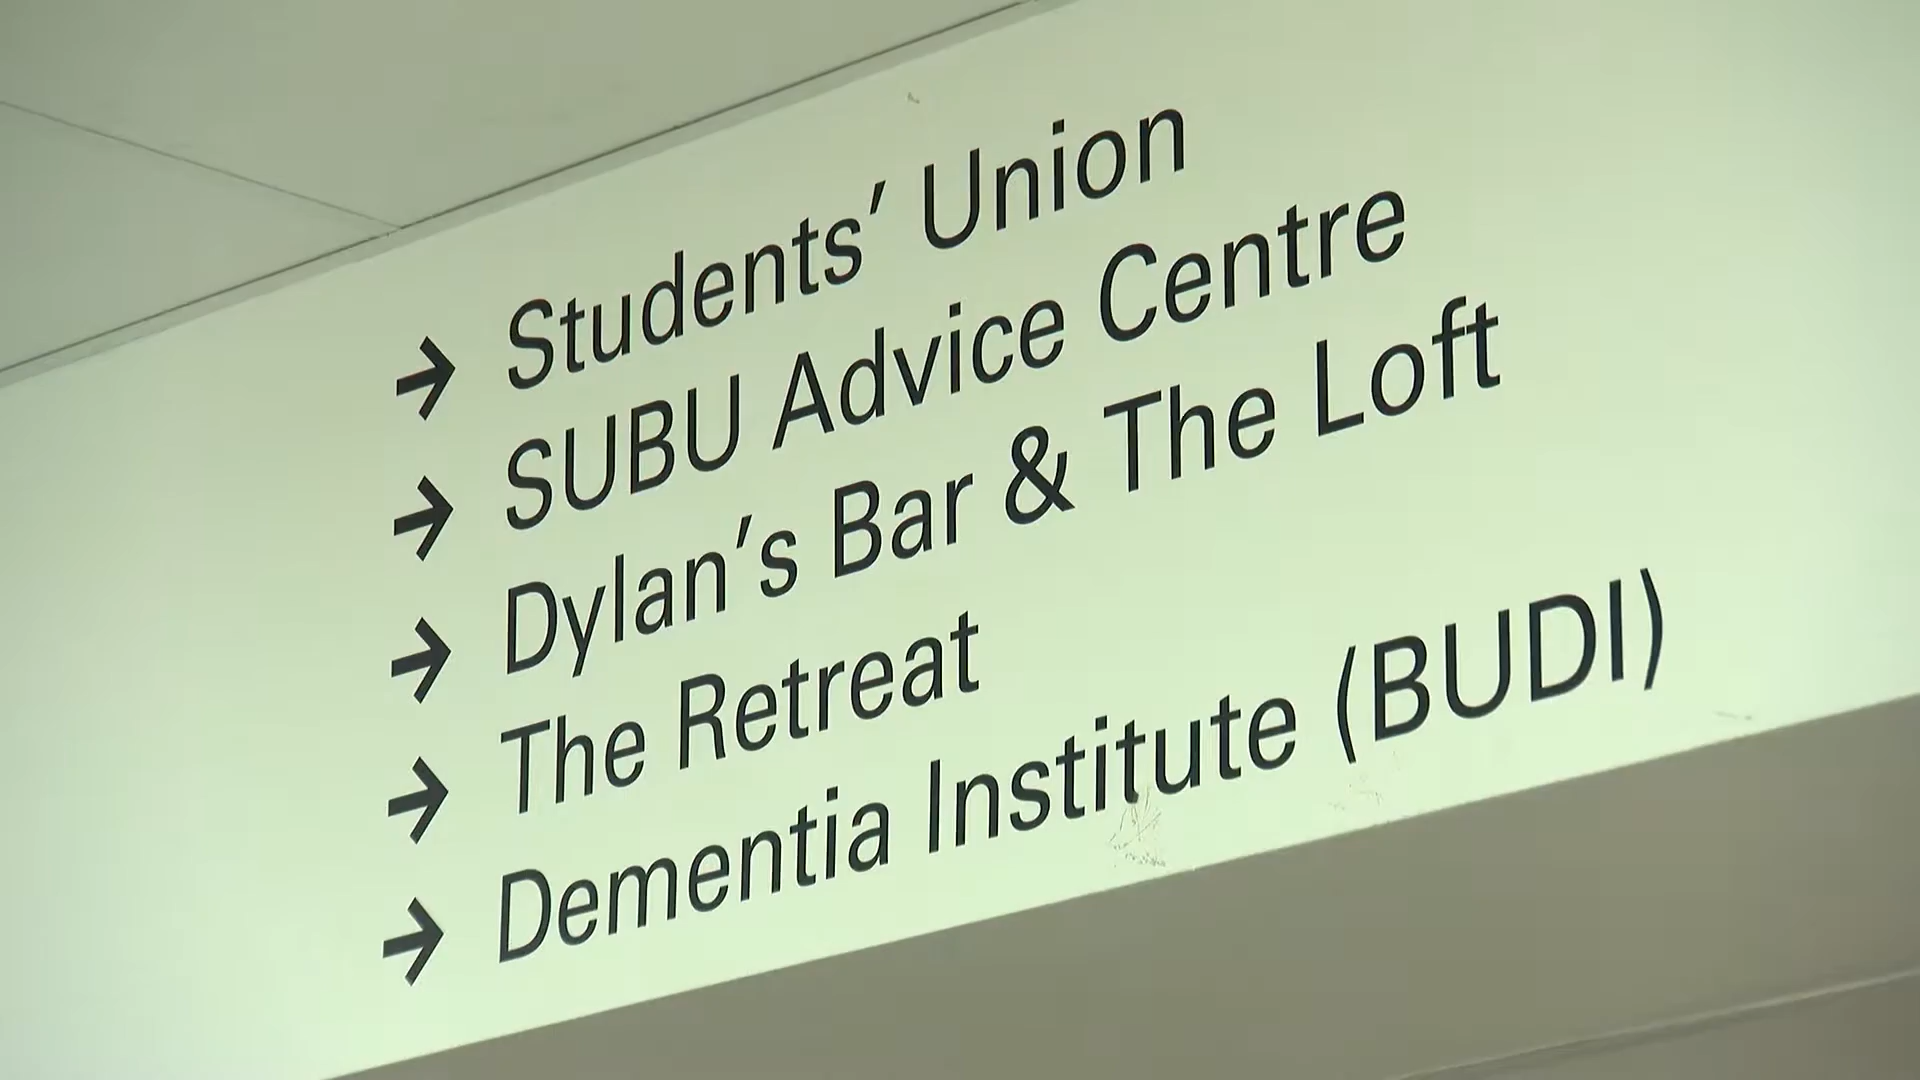 → Students’ Union
→ SUBU Advice Centre
→ Dylan’s Bar & The Loft
→ The Retreat
→ Dementia Institute (BUDI)